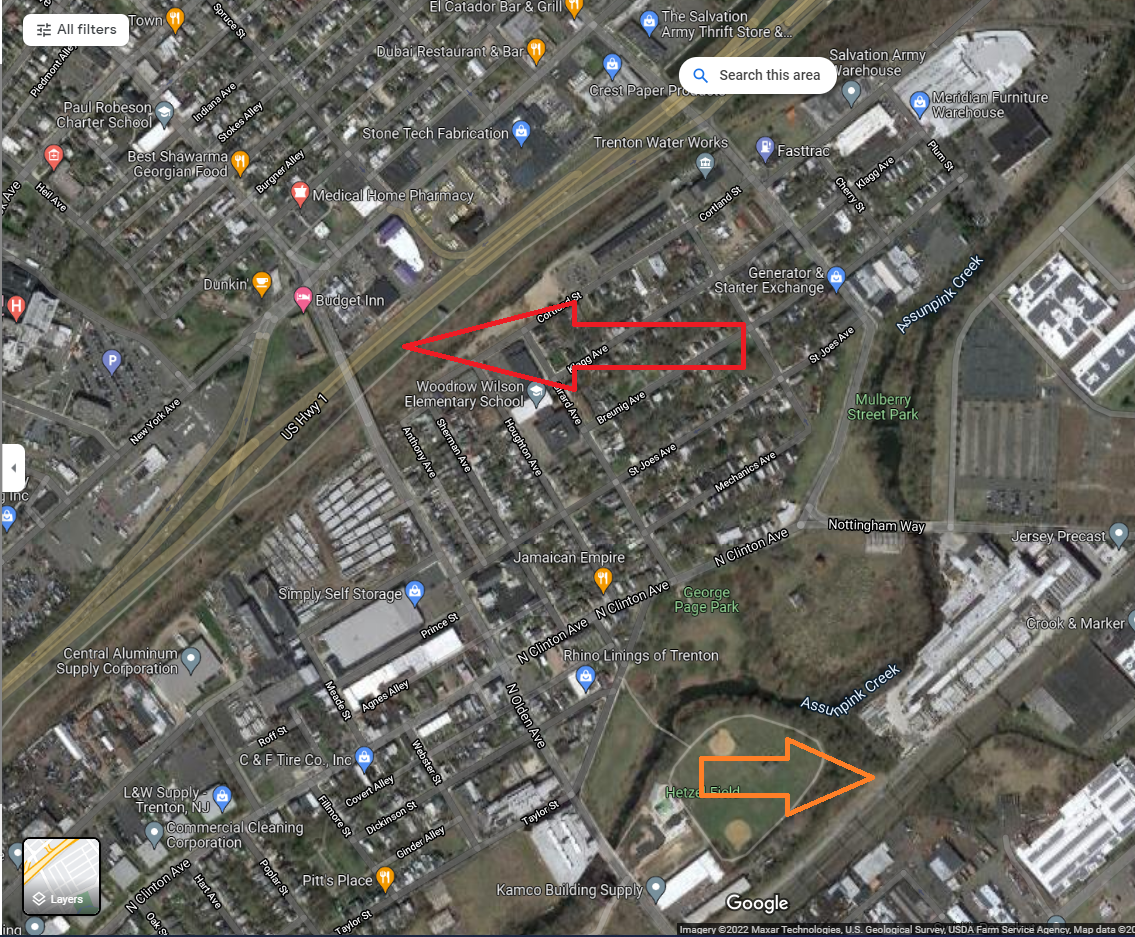 El Catador Bar & Grill
All filters
Town
Spruce St
The Salvation
Army Thrift Store &...
Dubai Restaurant & Bar
Salvation Army
Warehouse
Search this area
Piedmont Alley
Crest Paper Products
Indiana Ave
Paul Robeson
Charter School
Meridian Furniture
Warehouse
Stokes Alley
Stone Tech Fabrication
Trenton Water Works
Fasttrac
Plum St
Best Shawarma
Georgian Food
Burgner Alley
Klagg Ave
Cherry St
Heil Ave
Medical Home Pharmacy
Cortland St
Ave
Dunkin'
Budget Inn
H
Generator &
Starter Exchange
Assunpink Creek
Cortland St
P
Klagg Ave
St Joes Ave
Woodrow Wilson
Elementary School
Girard Ave
Breunig Ave
Mulberry
Street Park
US Hwy 1
New York Ave
Anthony Ave
Sherman Ave
Houghton Ave
St Joes Ave
Mechanics Ave
Inc
Nottingham Way
Jersey Precast
N Clinton Ave
Jamaican Empire
Simply Self Storage
N Clinton Ave
George
Page Park
Prince St
Crook & Marker
N Clinton Ave
Rhino Linings of Trenton
Central Aluminum
Supply Corporation
Meade St
Agnes Alley
N Olden Ave
Assunpink Creek
Roff St
C & F Tire Co., Inc
Webster St
L&W Supply -
Trenton, NJ
Covert Alley
Hetzel Field
Fillmore St
Dickinson St
Taylor St
Commercial Cleaning
Corporation
Ginder Alley
Layers
N Clinton Ave
Hart Ave
Poplar St
Pitt's Place
Kamco Building Supply
Google
Oak St
Taylor St
ing
Imagery ©2022 Maxar Technologies, U.S. Geological Survey, USDA Farm Service Agency, Map data ©20